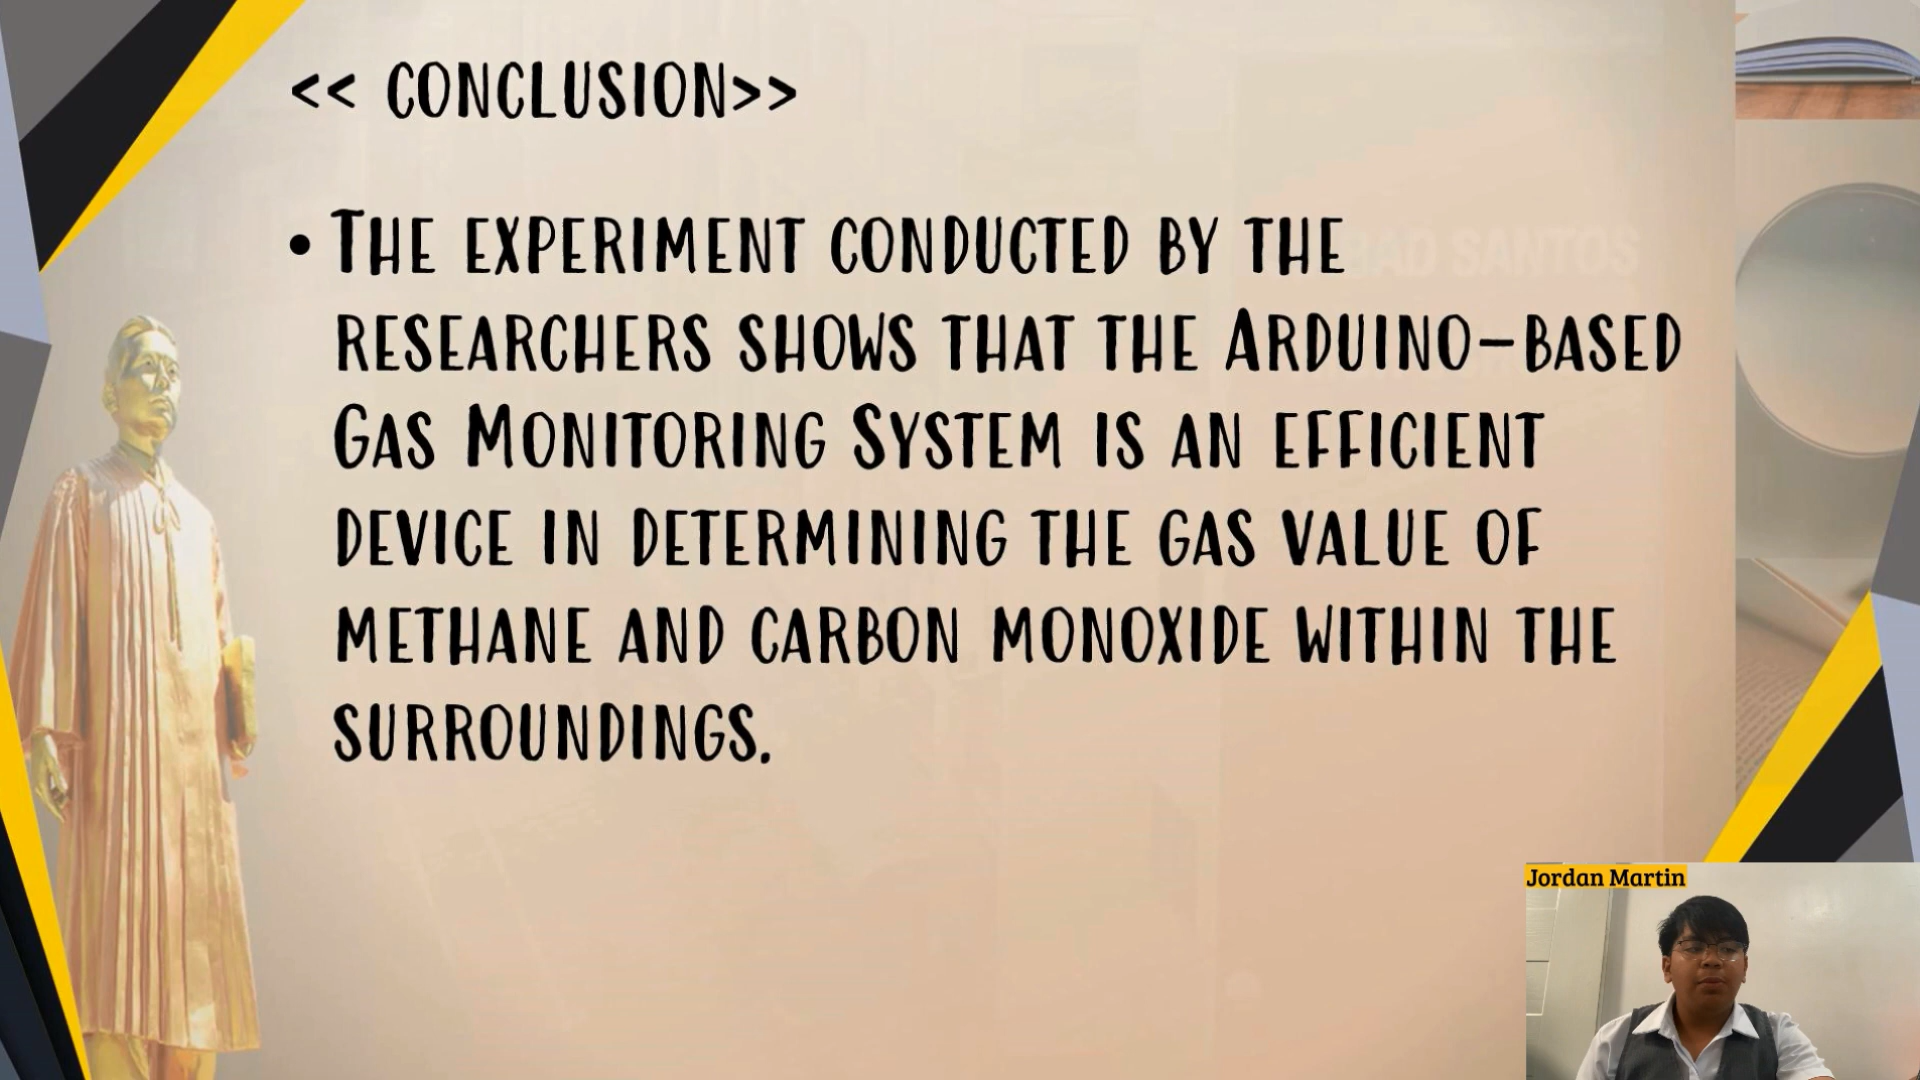 << CONCLUSION>>
• THE EXPERIMENT CONDUCTED BY THE
RESEARCHERS SHOWS THAT THE ARDUINO-BASED
GAS MONITORING SYSTEM IS AN EFFICIENT
DEVICE IN DETERMINING THE GAS VALUE OF
METHANE AND CARBON MONOXIDE WITHIN THE
SURROUNDINGS.
SANTOS
Jordan Martin